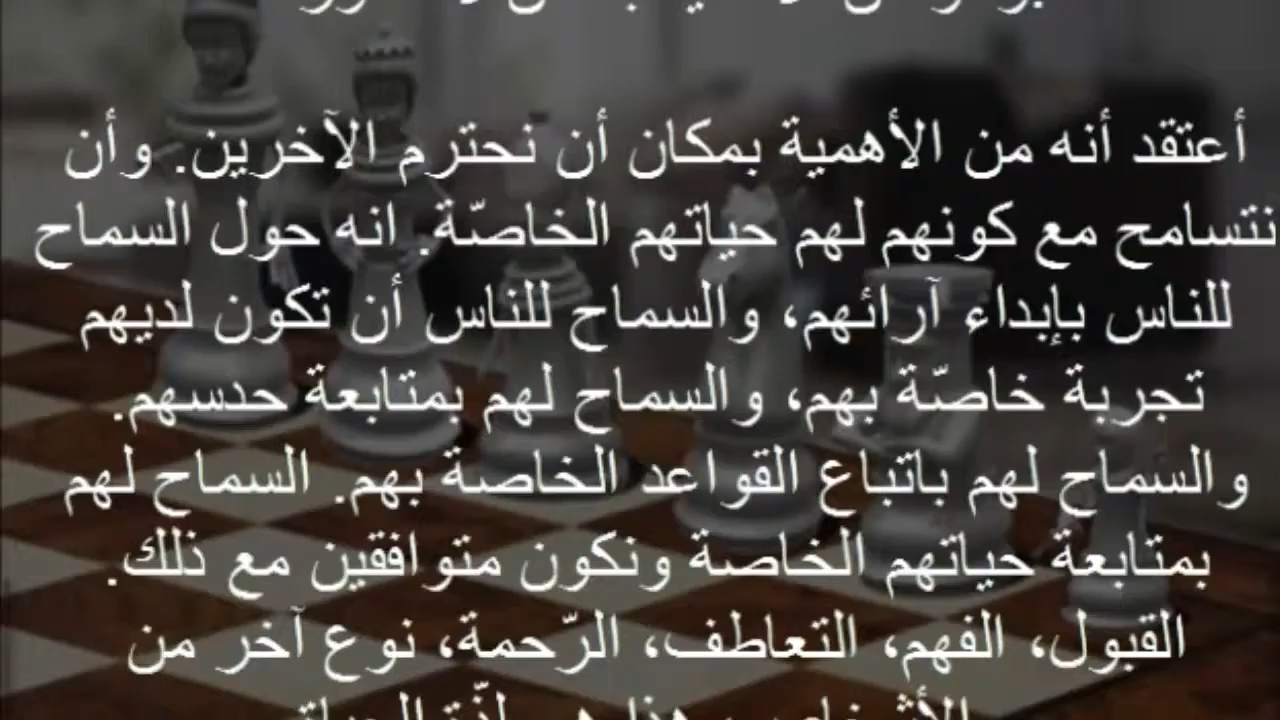 أعتقد أنه من الأهمية بمكان أن نحترم الآخرين. وأن
نتسامح مع كونهم لهم حياتهم الخاصّة. انه حول السماح
للناس بإبداء آرائهم، والسماح للناس أن تكون لديهم
تجربة خاصّة بهم، والسماح لهم بمتابعة حدسهم.
والسماح لهم باتباع القواعد الخاصة بهم. السماح لهم
بمتابعة حياتهم الخاصة ونكون متوافقين مع ذلك.
القبول، الفهم، التعاطف، الرّحمة، نوع آخر من